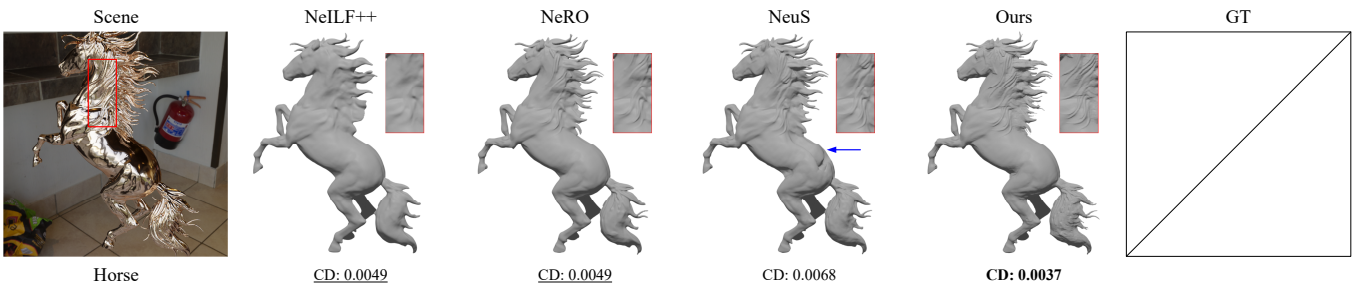 Scene NeILF++ NeRO NeuS Ours GT
Horse CD: 0.0049 CD: 0.0049 CD: 0.0068 CD: 0.0037